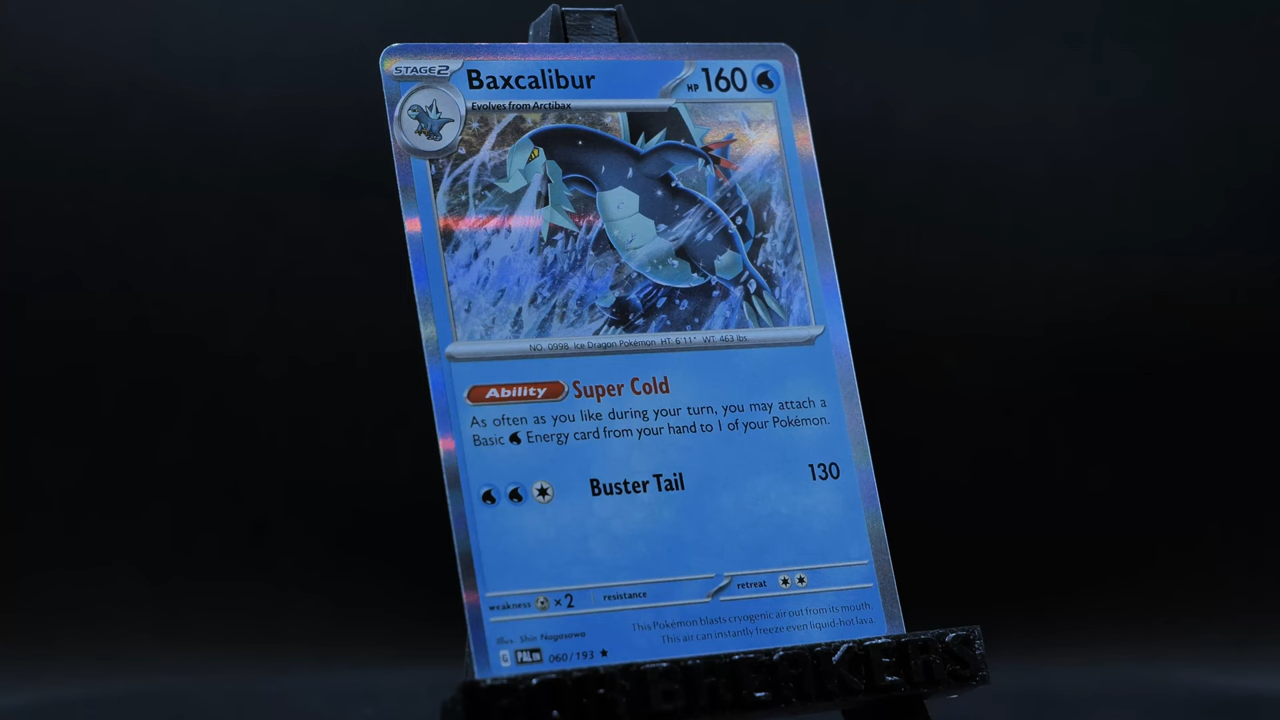 STAGE2 Baxcalibur HP 160
Evolves from Arctibax
NO. 0998 Ice Dragon Pokémon HT. 6'11" WT. 463 lbs.
Ability Super Cold
As often as you like during your turn, you may attach a
Basic Energy card from your hand to 1 of your Pokémon.
Buster Tail 130
weakness ×2 resistance retreat
This Pokémon blasts cryogenic air out from its mouth.
This air can instantly freeze even liquid-hot lava.
Illus. Shin Nagasawa
G PAL EN 060/193
BREAKERS